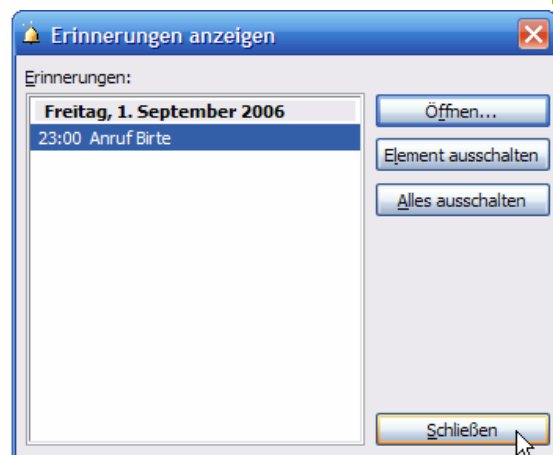 Erinnerungen anzeigen
Erinnerungen:
Freitag, 1. September 2006
23:00 Anruf Birte
Öffnen...
Element ausschalten
Alles ausschalten
Schließen